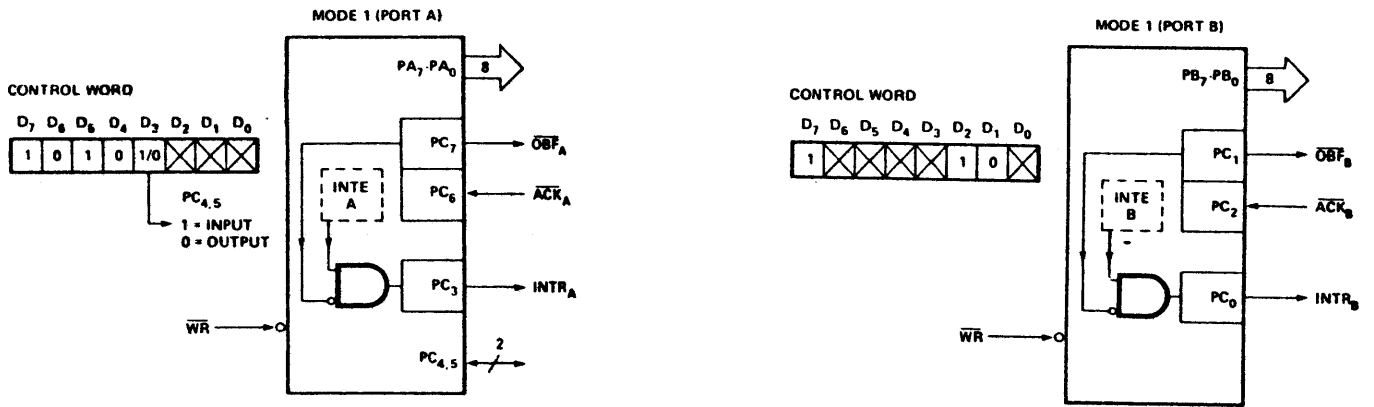 MODE 1 (PORT A)
PA7-PA0 8
CONTROL WORD
D7 D6 D5 D4 D3 D2 D1 D0
1 0 1 0 1/0
PC4,5
1 = INPUT
0 = OUTPUT
PC7 OBFA
INTE
A
PC6 ACKA
PC3 INTRA
WR
PC4,5 2
MODE 1 (PORT B)
PB7-PB0 8
CONTROL WORD
D7 D6 D5 D4 D3 D2 D1 D0
1 1 0
PC1 OBFB
INTE
B
PC2 ACKB
PC0 INTRB
WR